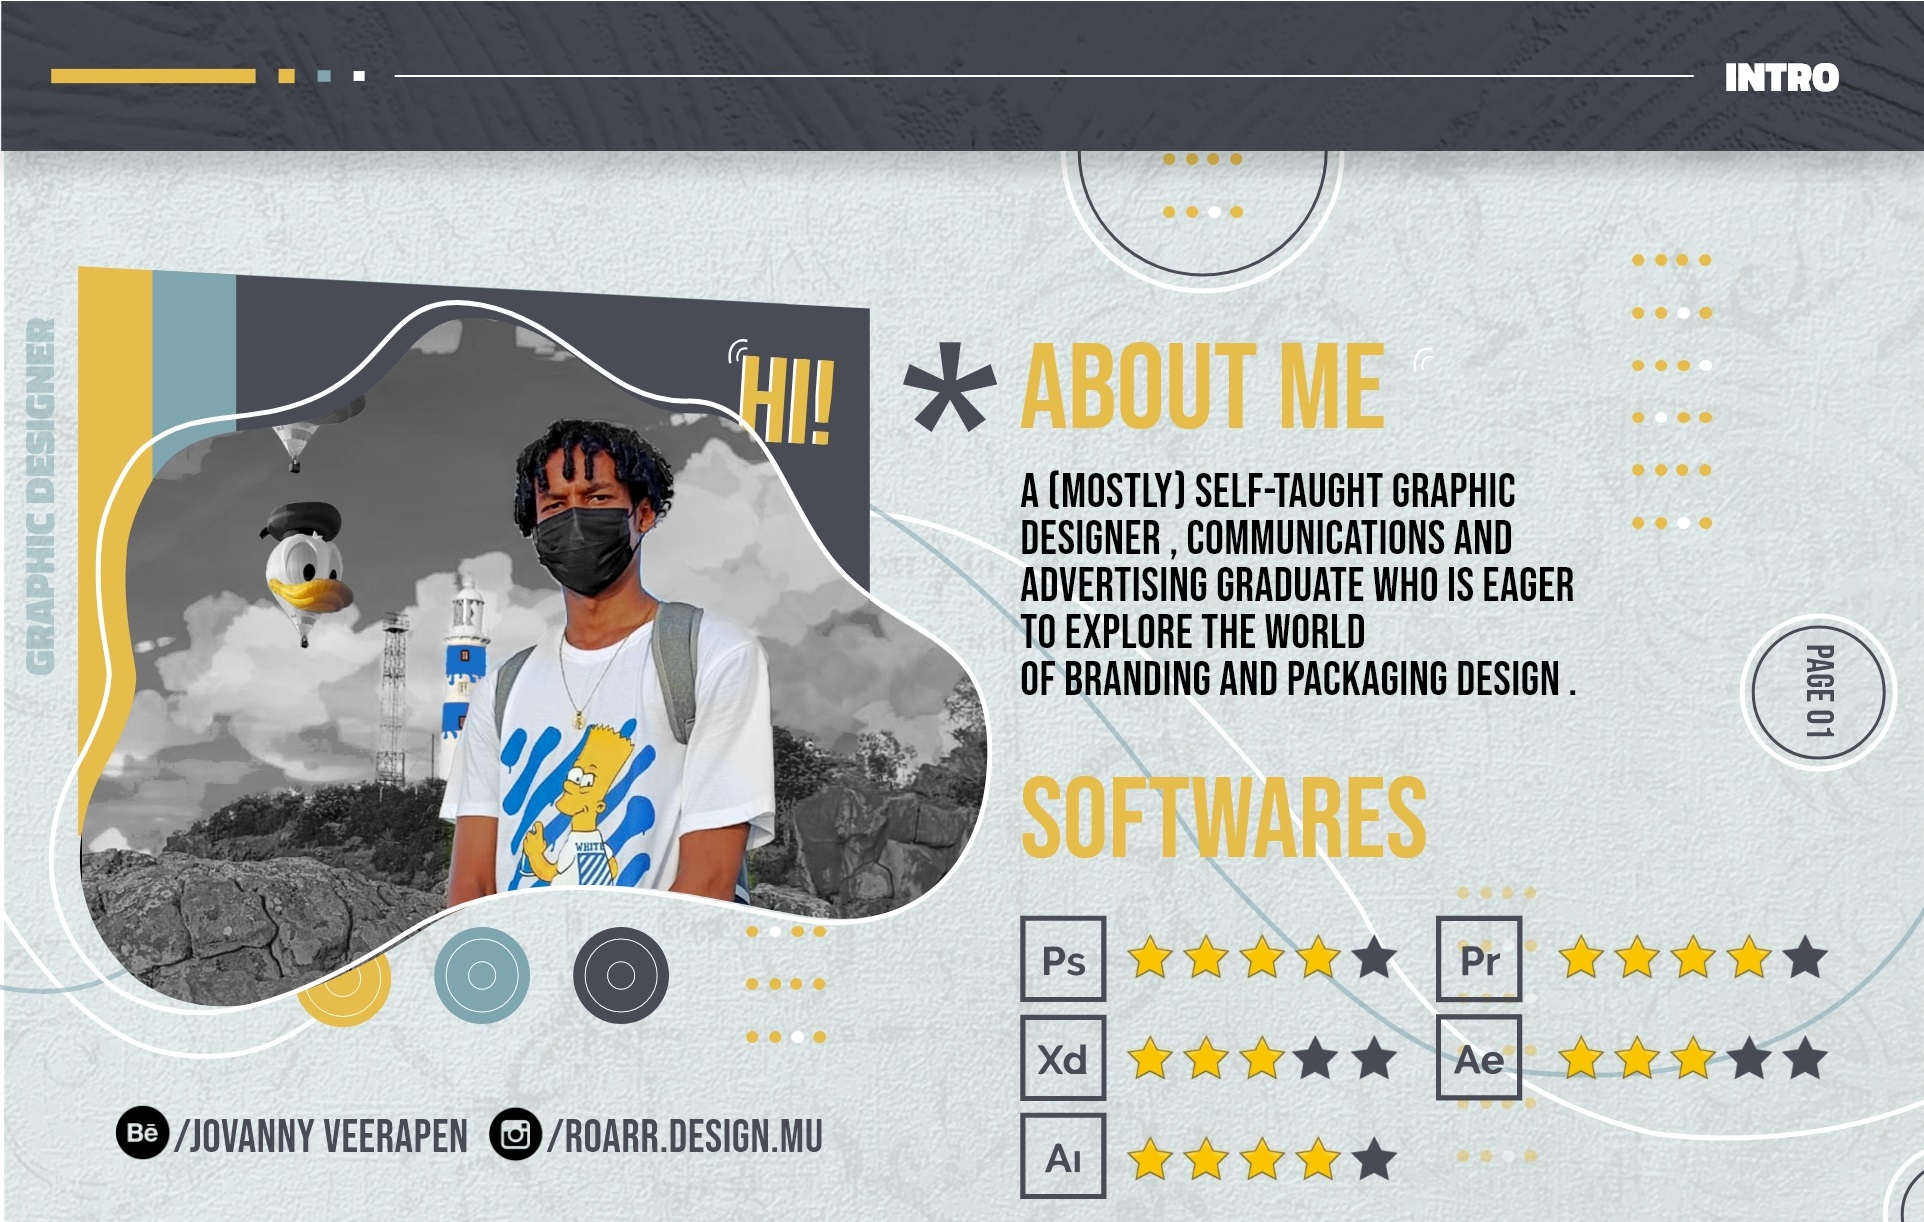 INTRO
GRAPHIC DESIGNER
HI!
* ABOUT ME
A (MOSTLY) SELF-TAUGHT GRAPHIC
DESIGNER , COMMUNICATIONS AND
ADVERTISING GRADUATE WHO IS EAGER
TO EXPLORE THE WORLD
OF BRANDING AND PACKAGING DESIGN .
PAGE 01
WHITE
SOFTWARES
Ps
Pr
Xd
Ae
Aı
Bē /JOVANNY VEERAPEN
/ROARR.DESIGN.MU